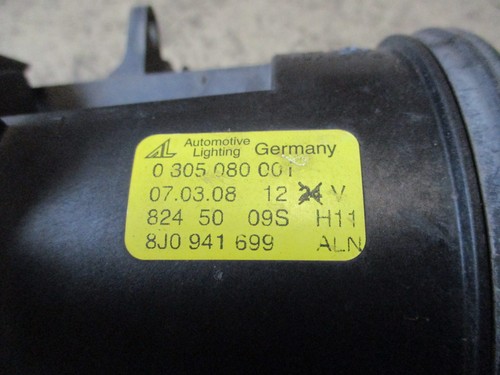 AL Automotive
Lighting Germany
0 305 080 001
07.03.08 12 24 V
824 50 09S H11
8J0 941 699 ALN